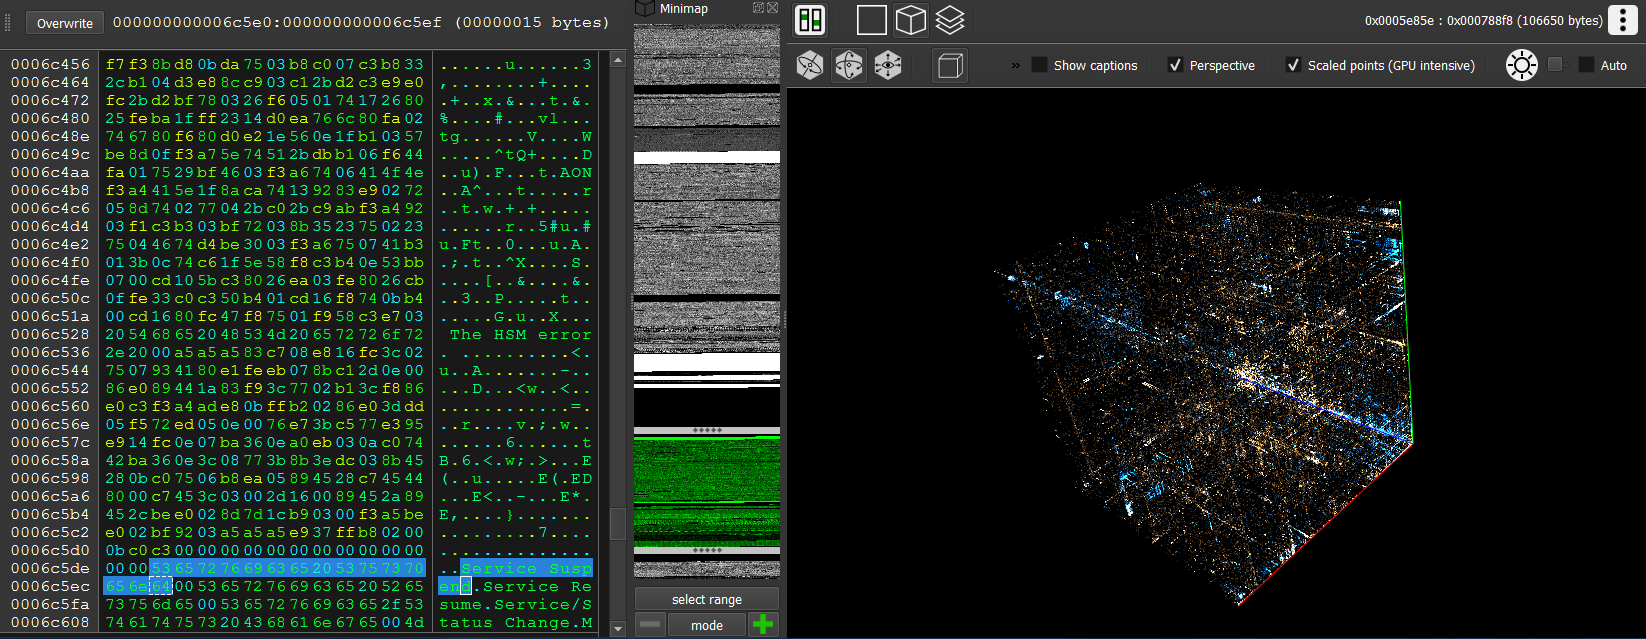 Overwrite 000000000006c5e0:000000000006c5ef (00000015 bytes)
Minimap
0x0005e85e : 0x000788f8 (106650 bytes)
» Show captions Perspective Scaled points (GPU intensive) Auto
0006c456 f7 f3 8b d8 0b da 75 03 b8 c0 07 c3 b8 33 ......u......3
0006c464 2c b1 04 d3 e8 8c c9 03 c1 2b d2 c3 e9 e0 ,........+....
0006c472 fc 2b d2 bf 78 03 26 f6 05 01 74 17 26 80 .+..x.&...t.&.
0006c480 25 fe ba 1f ff 23 14 d0 ea 76 6c 80 fa 02 %....#...vl...
0006c48e 74 67 80 f6 80 d0 e2 1e 56 0e 1f b1 03 57 tg......V....W
0006c49c be 8d 0f f3 a7 5e 74 51 2b db b1 06 f6 44 .....^tQ+....D
0006c4aa fa 01 75 29 bf 46 03 f3 a6 74 06 41 4f 4e ..u).F...t.AON
0006c4b8 f3 a4 41 5e 1f 8a ca 74 13 92 83 e9 02 72 ..A^...t.....r
0006c4c6 05 8d 74 02 77 04 2b c0 2b c9 ab f3 a4 92 ..t.w.+.+.....
0006c4d4 03 f1 c3 b3 03 bf 72 03 8b 35 23 75 02 23 ......r..5#u.#
0006c4e2 75 04 46 74 d4 be 30 03 f3 a6 75 07 41 b3 u.Ft..0...u.A.
0006c4f0 01 3b 0c 74 c6 1f 5e 58 f8 c3 b4 0e 53 bb .;.t..^X....S.
0006c4fe 07 00 cd 10 5b c3 80 26 ea 03 fe 80 26 cb ....[..&....&.
0006c50c 0f fe 33 c0 c3 50 b4 01 cd 16 f8 74 0b b4 ..3..P.....t..
0006c51a 00 cd 16 80 fc 47 f8 75 01 f9 58 c3 e7 03 .....G.u..X...
0006c528 20 54 68 65 20 48 53 4d 20 65 72 72 6f 72 The HSM error
0006c536 2e 20 00 a5 a5 a5 83 c7 08 e8 16 fc 3c 02 . ..........<.
0006c544 75 07 93 41 80 e1 fe eb 07 8b c1 2d 0e 00 u..A.......-..
0006c552 86 e0 89 44 1a 83 f9 3c 77 02 b1 3c f8 86 ...D...<w..<..
0006c560 e0 c3 f3 a4 ad e8 0b ff b2 02 86 e0 3d dd ............=.
0006c56e 05 f5 72 ed 05 0e 00 76 e7 3b c5 77 e3 95 ..r....v.;.w..
0006c57c e9 14 fc 0e 07 ba 36 0e a0 eb 03 0a c0 74 ......6......t
0006c58a 42 ba 36 0e 3c 08 77 3b 8b 3e dc 03 8b 45 B.6.<.w;.>...E
0006c598 28 0b c0 75 06 b8 ea 05 89 45 28 c7 45 44 (..u.....E(.ED
0006c5a6 80 00 c7 45 3c 03 00 2d 16 00 89 45 2a 89 ...E<..-...E*.
0006c5b4 45 2c be e0 02 8d 7d 1c b9 03 00 f3 a5 be E,....}.......
0006c5c2 e0 02 bf 92 03 a5 a5 a5 e9 37 ff b8 02 00 .........7....
0006c5d0 0b c0 c3 00 00 00 00 00 00 00 00 00 00 00 ..............
0006c5de 00 00 53 65 72 76 69 63 65 20 53 75 73 70 ..Service Susp
0006c5ec 65 6e 64 00 53 65 72 76 69 63 65 20 52 65 end.Service Re
0006c5fa 73 75 6d 65 00 53 65 72 76 69 63 65 2f 53 sume.Service/S
0006c608 74 61 74 75 73 20 43 68 61 6e 67 65 00 4d tatus Change.M
select range
mode